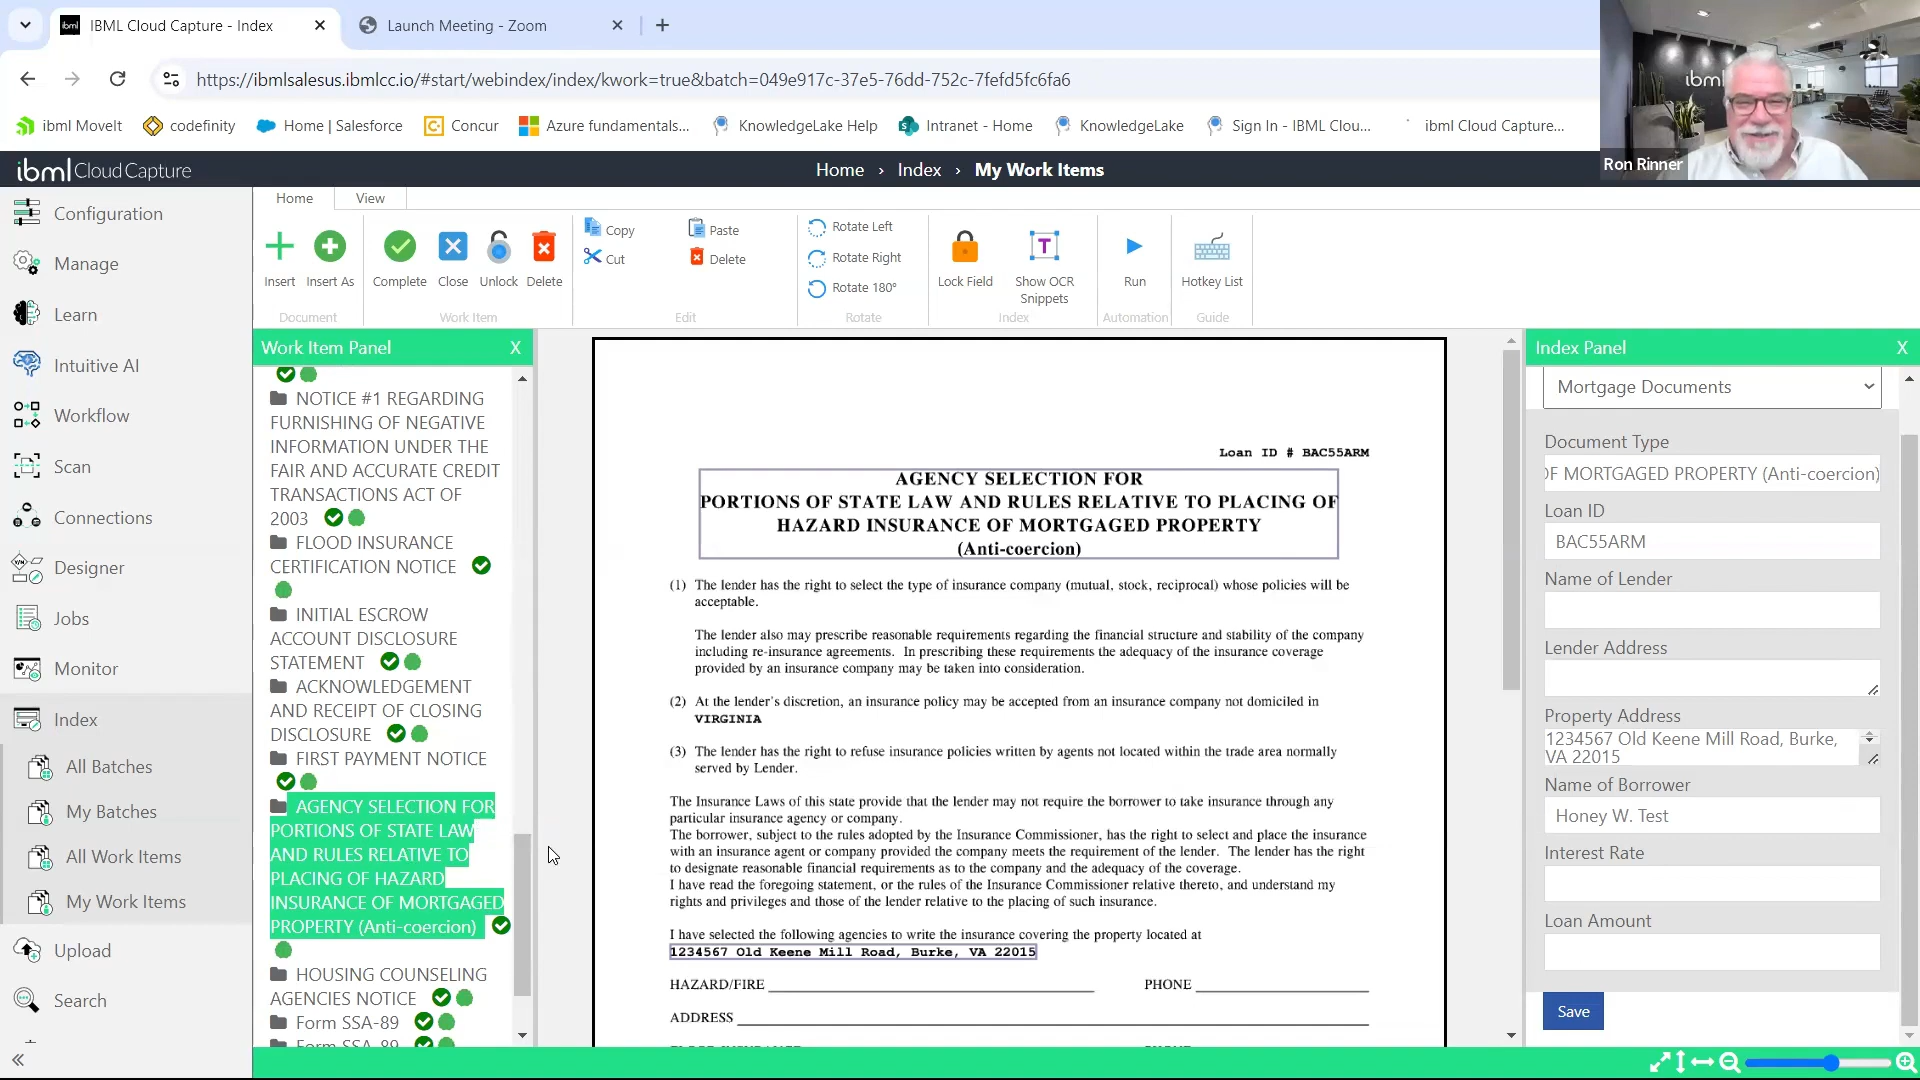 IBML Cloud Capture - Index
Launch Meeting - Zoom
https://ibmlsalesus.ibmlcc.io/#start/webindex/index/kwork=true&batch=049e917c-37e5-76dd-752c-7fefd5fc6fa6
ibml MoveIt
codefinity
Home | Salesforce
Concur
Azure fundamentals...
KnowledgeLake Help
Intranet - Home
KnowledgeLake
Sign In - IBML Clou...
ibml Cloud Capture...
ibml
Ron Rinner
ibml Cloud Capture
Home › Index › My Work Items
Configuration
Manage
Learn
Intuitive AI
Workflow
Scan
Connections
Designer
Jobs
Monitor
Index
All Batches
My Batches
All Work Items
My Work Items
Upload
Search
Home
View
Insert
Insert As
Document
Complete
Close
Unlock
Delete
Work Item
Copy
Cut
Paste
Delete
Edit
Rotate Left
Rotate Right
Rotate 180°
Rotate
Lock Field
Show OCR
Snippets
Index
Run
Automation
Hotkey List
Guide
Work Item Panel X
NOTICE #1 REGARDING
FURNISHING OF NEGATIVE
INFORMATION UNDER THE
FAIR AND ACCURATE CREDIT
TRANSACTIONS ACT OF
2003
FLOOD INSURANCE
CERTIFICATION NOTICE
INITIAL ESCROW
ACCOUNT DISCLOSURE
STATEMENT
ACKNOWLEDGEMENT
AND RECEIPT OF CLOSING
DISCLOSURE
FIRST PAYMENT NOTICE
AGENCY SELECTION FOR
PORTIONS OF STATE LAW
AND RULES RELATIVE TO
PLACING OF HAZARD
INSURANCE OF MORTGAGED
PROPERTY (Anti-coercion)
HOUSING COUNSELING
AGENCIES NOTICE
Form SSA-89
Form SSA-89
Loan ID # BAC55ARM
AGENCY SELECTION FOR
PORTIONS OF STATE LAW AND RULES RELATIVE TO PLACING OF
HAZARD INSURANCE OF MORTGAGED PROPERTY
(Anti-coercion)
(1) The lender has the right to select the type of insurance company (mutual, stock, reciprocal) whose policies will be
acceptable.
The lender also may prescribe reasonable requirements regarding the financial structure and stability of the company
including re-insurance agreements. In prescribing these requirements the adequacy of the insurance coverage
provided by an insurance company may be taken into consideration.
(2) At the lender's discretion, an insurance policy may be accepted from an insurance company not domiciled in
VIRGINIA
(3) The lender has the right to refuse insurance policies written by agents not located within the trade area normally
served by Lender.
The Insurance Laws of this state provide that the lender may not require the borrower to take insurance through any
particular insurance agency or company.
The borrower, subject to the rules adopted by the Insurance Commissioner, has the right to select and place the insurance
with an insurance agent or company provided the company meets the requirement of the lender. The lender has the right
to designate reasonable financial requirements as to the company and the adequacy of the coverage.
I have read the foregoing statement, or the rules of the Insurance Commissioner relative thereto, and understand my
rights and privileges and those of the lender relative to the placing of such insurance.
I have selected the following agencies to write the insurance covering the property located at
1234567 Old Keene Mill Road, Burke, VA 22015
HAZARD/FIRE PHONE
ADDRESS
Index Panel X
Mortgage Documents
Document Type
OF MORTGAGED PROPERTY (Anti-coercion)
Loan ID
BAC55ARM
Name of Lender
Lender Address
Property Address
1234567 Old Keene Mill Road, Burke,
VA 22015
Name of Borrower
Honey W. Test
Interest Rate
Loan Amount
Save